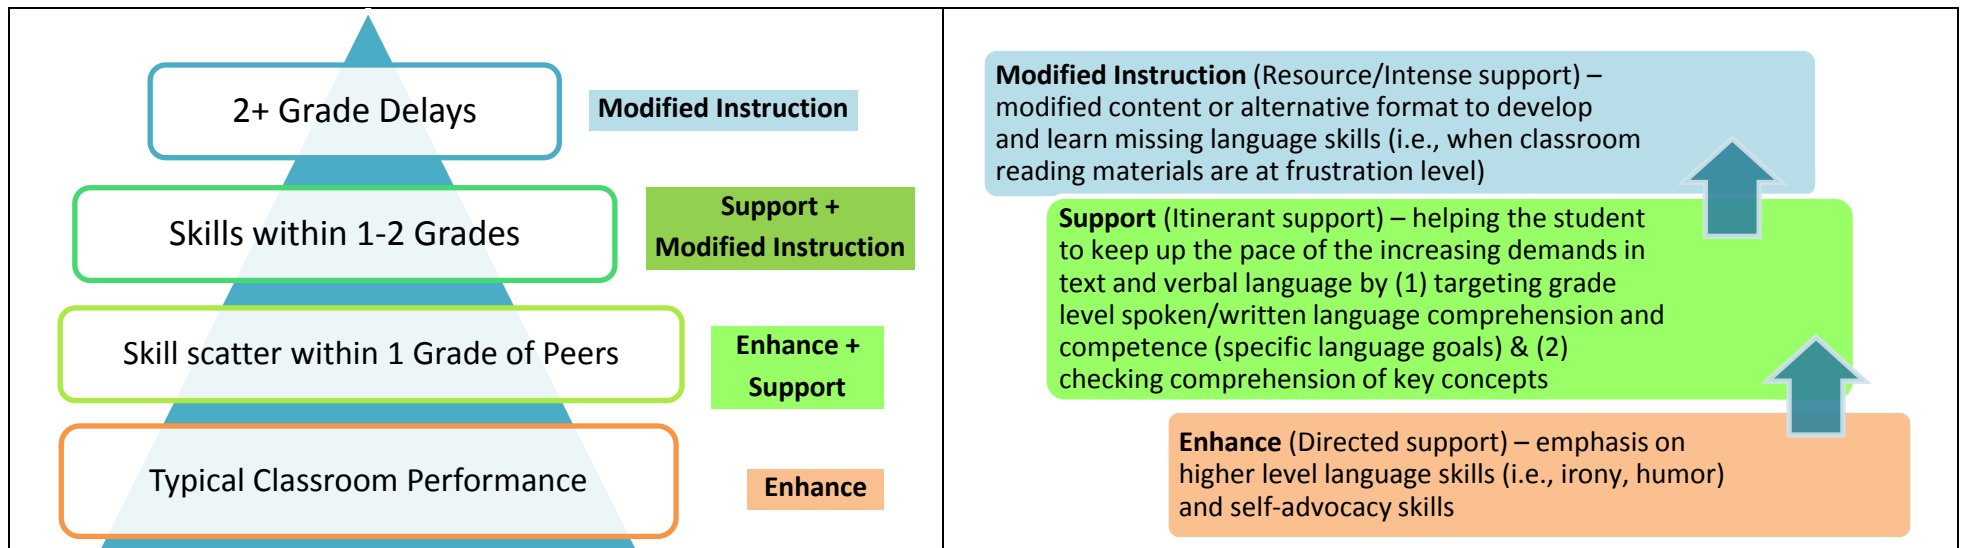 2+ Grade Delays
Modified Instruction
Skills within 1-2 Grades
Support +
Modified Instruction
Skill scatter within 1 Grade of Peers
Enhance +
Support
Typical Classroom Performance
Enhance
Modified Instruction (Resource/Intense support) –
modified content or alternative format to develop
and learn missing language skills (i.e., when classroom
reading materials are at frustration level)
Support (Itinerant support) – helping the student
to keep up the pace of the increasing demands in
text and verbal language by (1) targeting grade
level spoken/written language comprehension and
competence (specific language goals) & (2)
checking comprehension of key concepts
Enhance (Directed support) – emphasis on
higher level language skills (i.e., irony, humor)
and self-advocacy skills